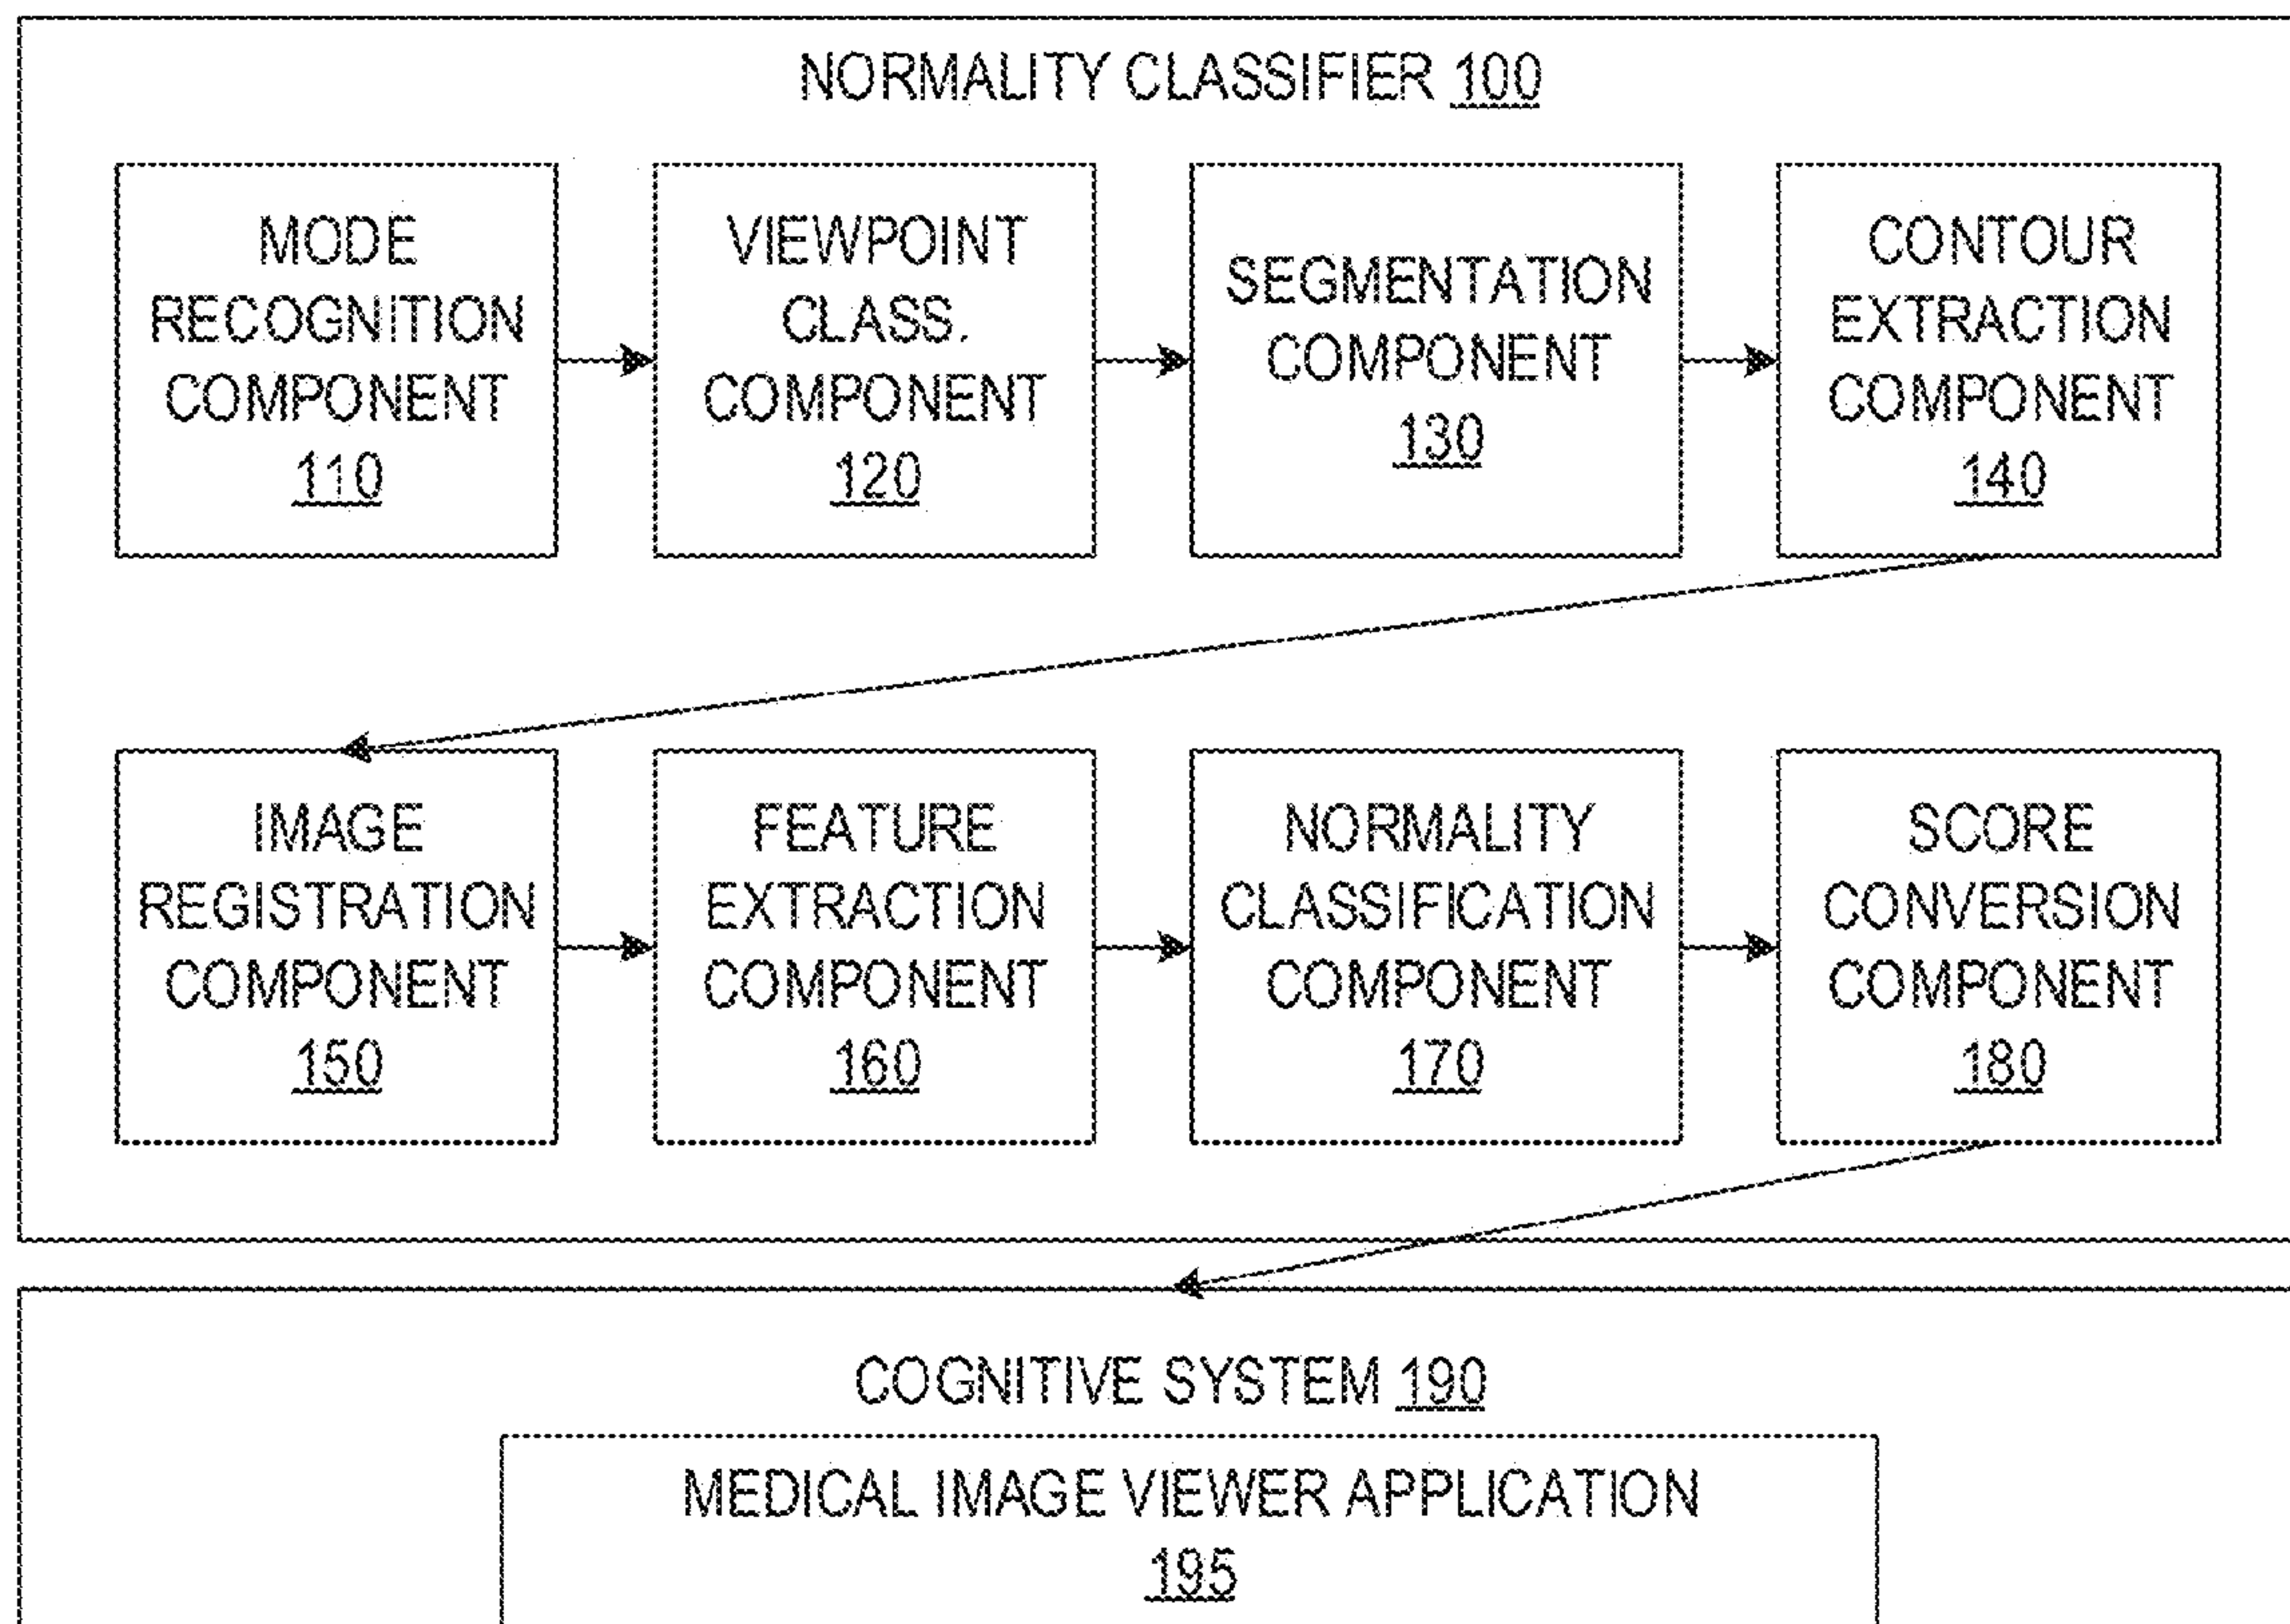 NORMALITY CLASSIFIER 100
MODE
RECOGNITION
COMPONENT
110
VIEWPOINT
CLASS.
COMPONENT
120
SEGMENTATION
COMPONENT
130
CONTOUR
EXTRACTION
COMPONENT
140
IMAGE
REGISTRATION
COMPONENT
150
FEATURE
EXTRACTION
COMPONENT
160
NORMALITY
CLASSIFICATION
COMPONENT
170
SCORE
CONVERSION
COMPONENT
180
COGNITIVE SYSTEM 190
MEDICAL IMAGE VIEWER APPLICATION
195